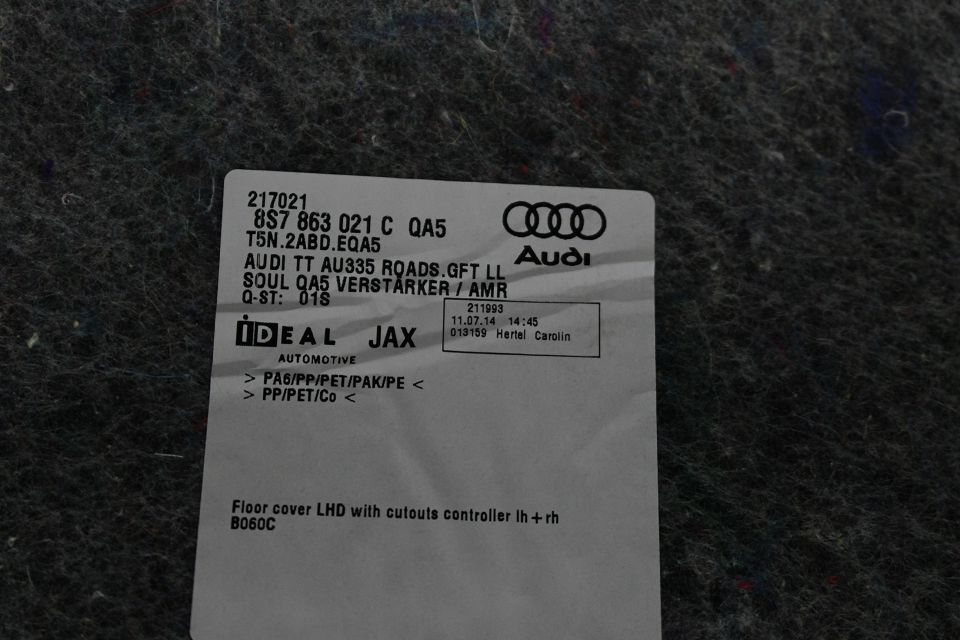 217021
8S7 863 021 C QA5
T5N.2ABD.EQA5
AUDI TT AU335 ROADS.GFT LL
SOUL QA5 VERSTÄRKER / AMR
Q-ST: 01S
Audi
211993
11.07.14 14:45
013159 Hertel Carolin
iDEAL JAX
AUTOMOTIVE
> PA6/PP/PET/PAK/PE <
> PP/PET/Co <
Floor cover LHD with cutouts controller lh+rh
B060C